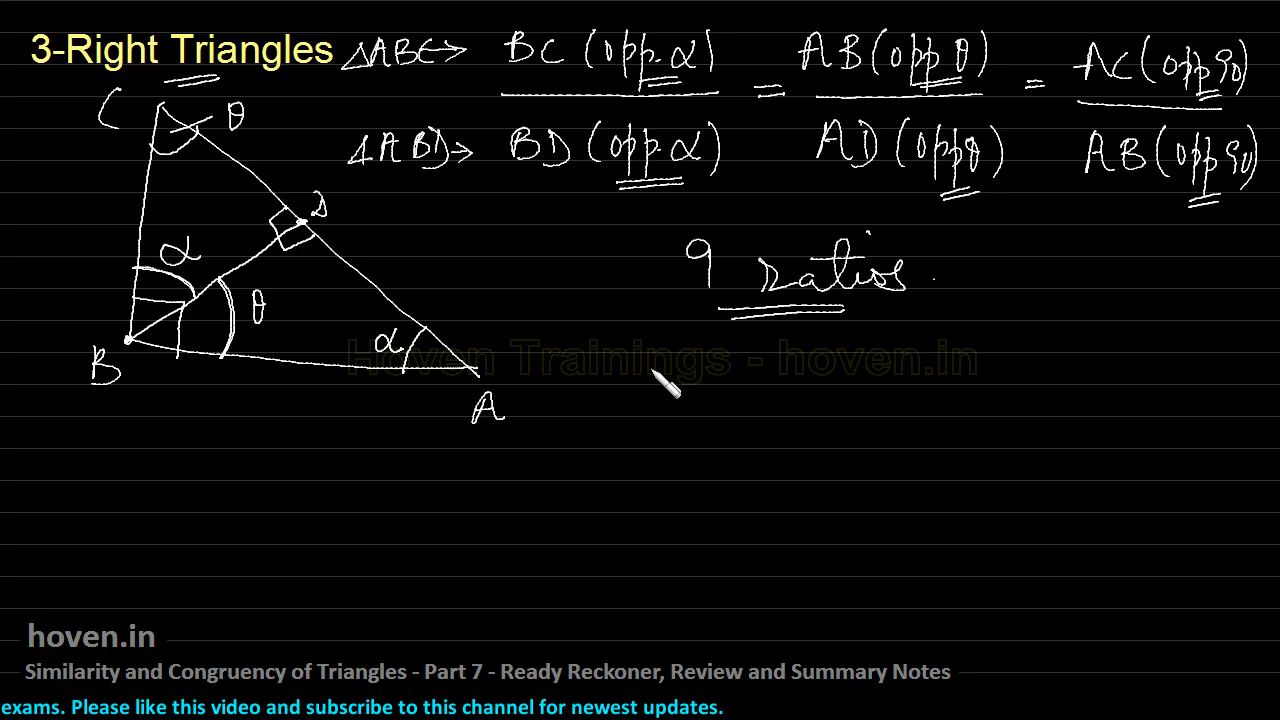 3-Right Triangles
△ABC→ BC (opp. α) = AB (opp θ) = AC (opp 90)
△ABD→ BD (opp. α) AD (opp θ) AB (opp 90)
C θ
D
α
9 ratios.
θ
α
B
A
Hoven Trainings - hoven.in
hoven.in
Similarity and Congruency of Triangles - Part 7 - Ready Reckoner, Review and Summary Notes
exams. Please like this video and subscribe to this channel for newest updates.